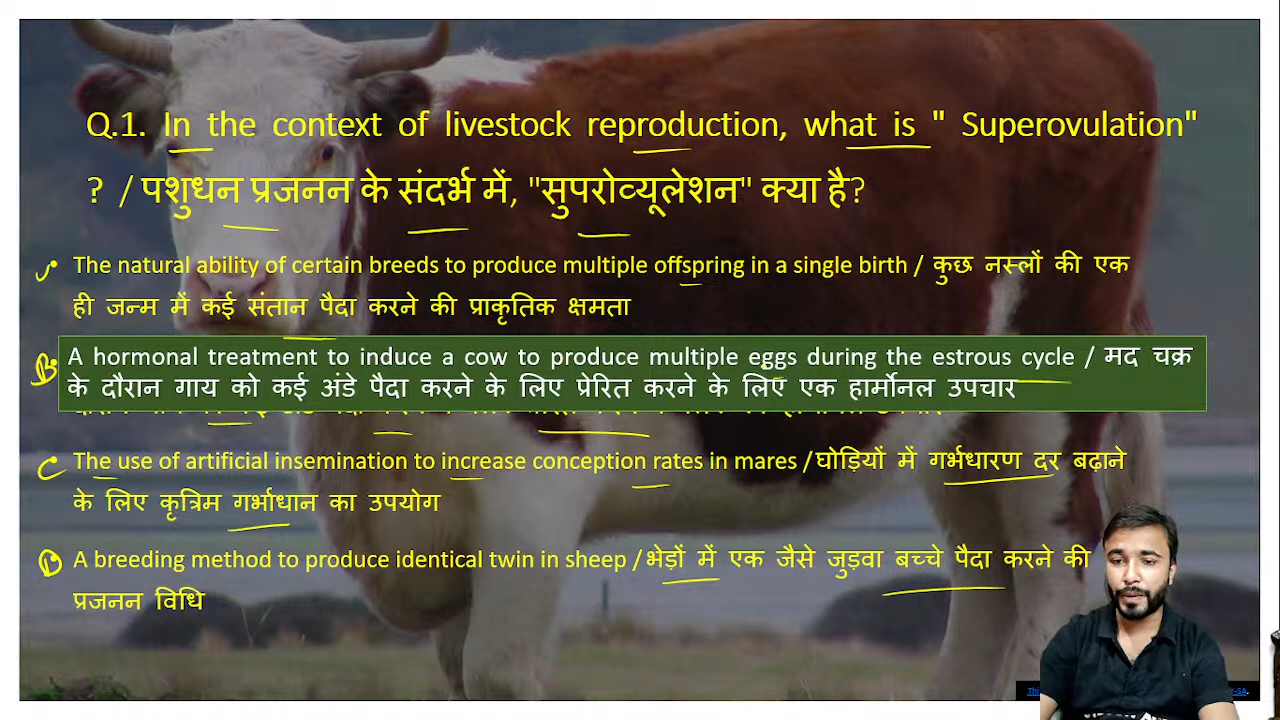 Q.1. In the context of livestock reproduction, what is " Superovulation"
? / पशुधन प्रजनन के संदर्भ में, "सुपरोव्यूलेशन" क्या है?
The natural ability of certain breeds to produce multiple offspring in a single birth / कुछ नस्लों की एक
ही जन्म में कई संतान पैदा करने की प्राकृतिक क्षमता
B A hormonal treatment to induce a cow to produce multiple eggs during the estrous cycle / मद चक्र
के दौरान गाय को कई अंडे पैदा करने के लिए प्रेरित करने के लिए एक हार्मोनल उपचार
C The use of artificial insemination to increase conception rates in mares /घोड़ियों में गर्भधारण दर बढ़ाने
के लिए कृत्रिम गर्भाधान का उपयोग
D A breeding method to produce identical twin in sheep /भेड़ों में एक जैसे जुड़वा बच्चे पैदा करने की
प्रजनन विधि